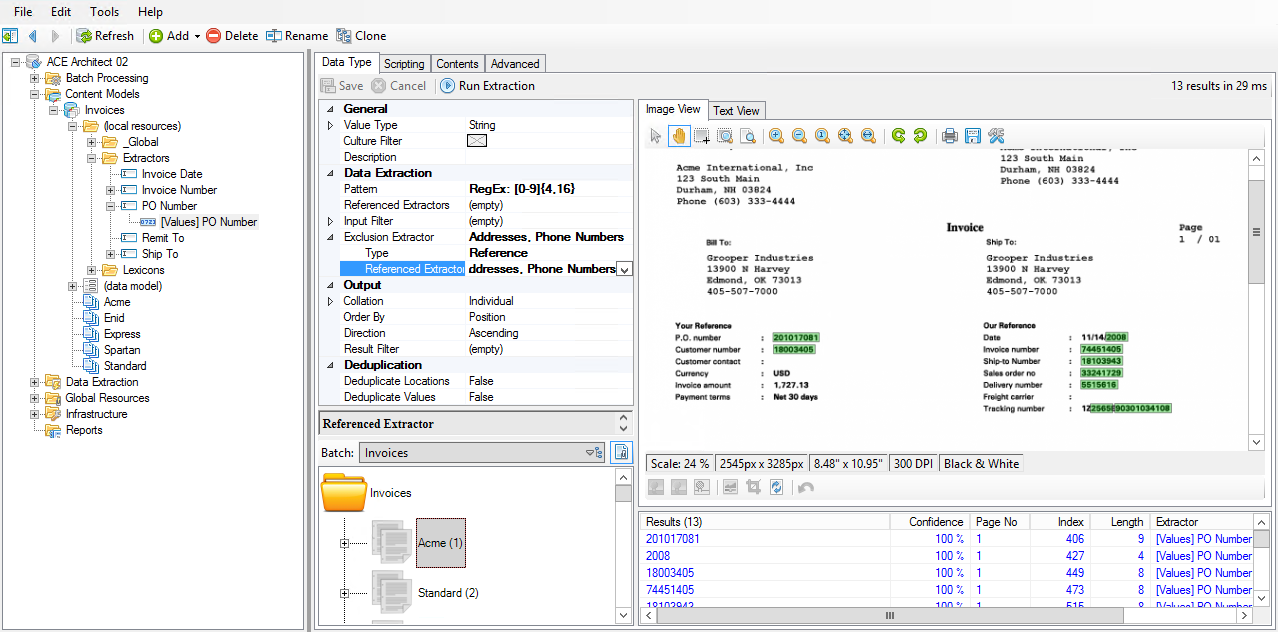 File Edit Tools Help
Refresh Add Delete Rename Clone
ACE Architect 02
Batch Processing
Content Models
Invoices
(local resources)
_Global
Extractors
Invoice Date
Invoice Number
PO Number
[Values] PO Number
Remit To
Ship To
Lexicons
(data model)
Acme
Enid
Express
Spartan
Standard
Data Extraction
Global Resources
Infrastructure
Reports
Data Type Scripting Contents Advanced
Save Cancel Run Extraction 13 results in 29 ms
General
Value Type String
Culture Filter
Description
Data Extraction
Pattern RegEx: [0-9]{4,16}
Referenced Extractors (empty)
Input Filter (empty)
Exclusion Extractor Addresses, Phone Numbers
Type Reference
Referenced Extractor ddresses, Phone Numbers
Output
Collation Individual
Order By Position
Direction Ascending
Result Filter (empty)
Deduplication
Deduplicate Locations False
Deduplicate Values False
Referenced Extractor
Batch: Invoices
Invoices
Acme (1)
Standard (2)
Image View Text View
Acme International, Inc
123 South Main
Durham, NH 03824
Phone (603) 333-4444
123 South Main
Durham, NH 03824
Phone (603) 333-4444
Invoice
Page
1 / 01
Bill To:
Grooper Industries
13900 N Harvey
Edmond, OK 73013
405-507-7000
Ship To:
Grooper Industries
13900 N Harvey
Edmond, OK 73013
405-507-7000
Your Reference
P.O. number : 201017081
Customer number : 18003405
Customer contact :
Currency : USD
Invoice amount : 1,727.13
Payment terms : Net 30 days
Our Reference
Date : 11/14/2008
Invoice number : 74451405
Ship-to Number : 18103943
Sales order no : 33241729
Delivery number : 5515616
Freight carrier :
Tracking number : 1Z2565E90301034108
Scale: 24 % 2545px x 3285px 8.48" x 10.95" 300 DPI Black & White
Results (13) Confidence Page No Index Length Extractor
201017081 100 % 1 406 9 [Values] PO Number
2008 100 % 1 427 4 [Values] PO Number
18003405 100 % 1 449 8 [Values] PO Number
74451405 100 % 1 473 8 [Values] PO Number
18103943 100 % 1 515 8 [Values] PO Number